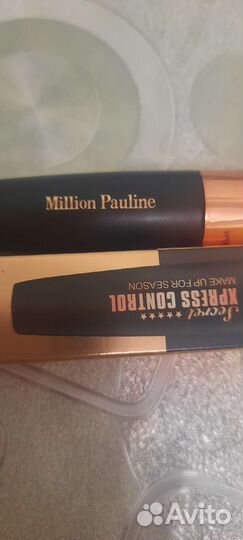 Million Pauline
Secret
XPRESS CONTROL
MAKE UP FOR SEASON
Avito